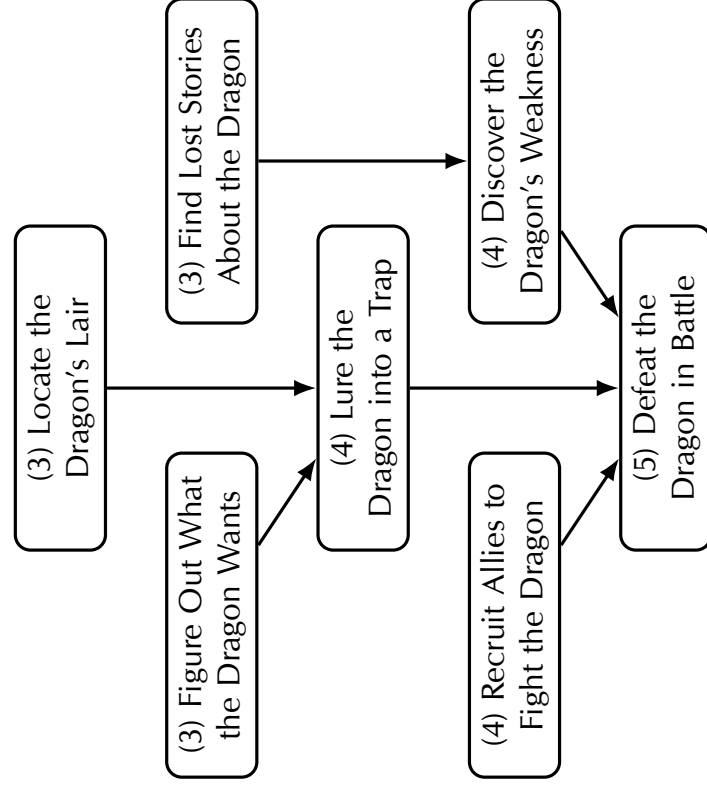 (3) Locate the
Dragon's Lair
(3) Figure Out What
the Dragon Wants
(3) Find Lost Stories
About the Dragon
(4) Lure the
Dragon into a Trap
(4) Recruit Allies to
Fight the Dragon
(4) Discover the
Dragon's Weakness
(5) Defeat the
Dragon in Battle